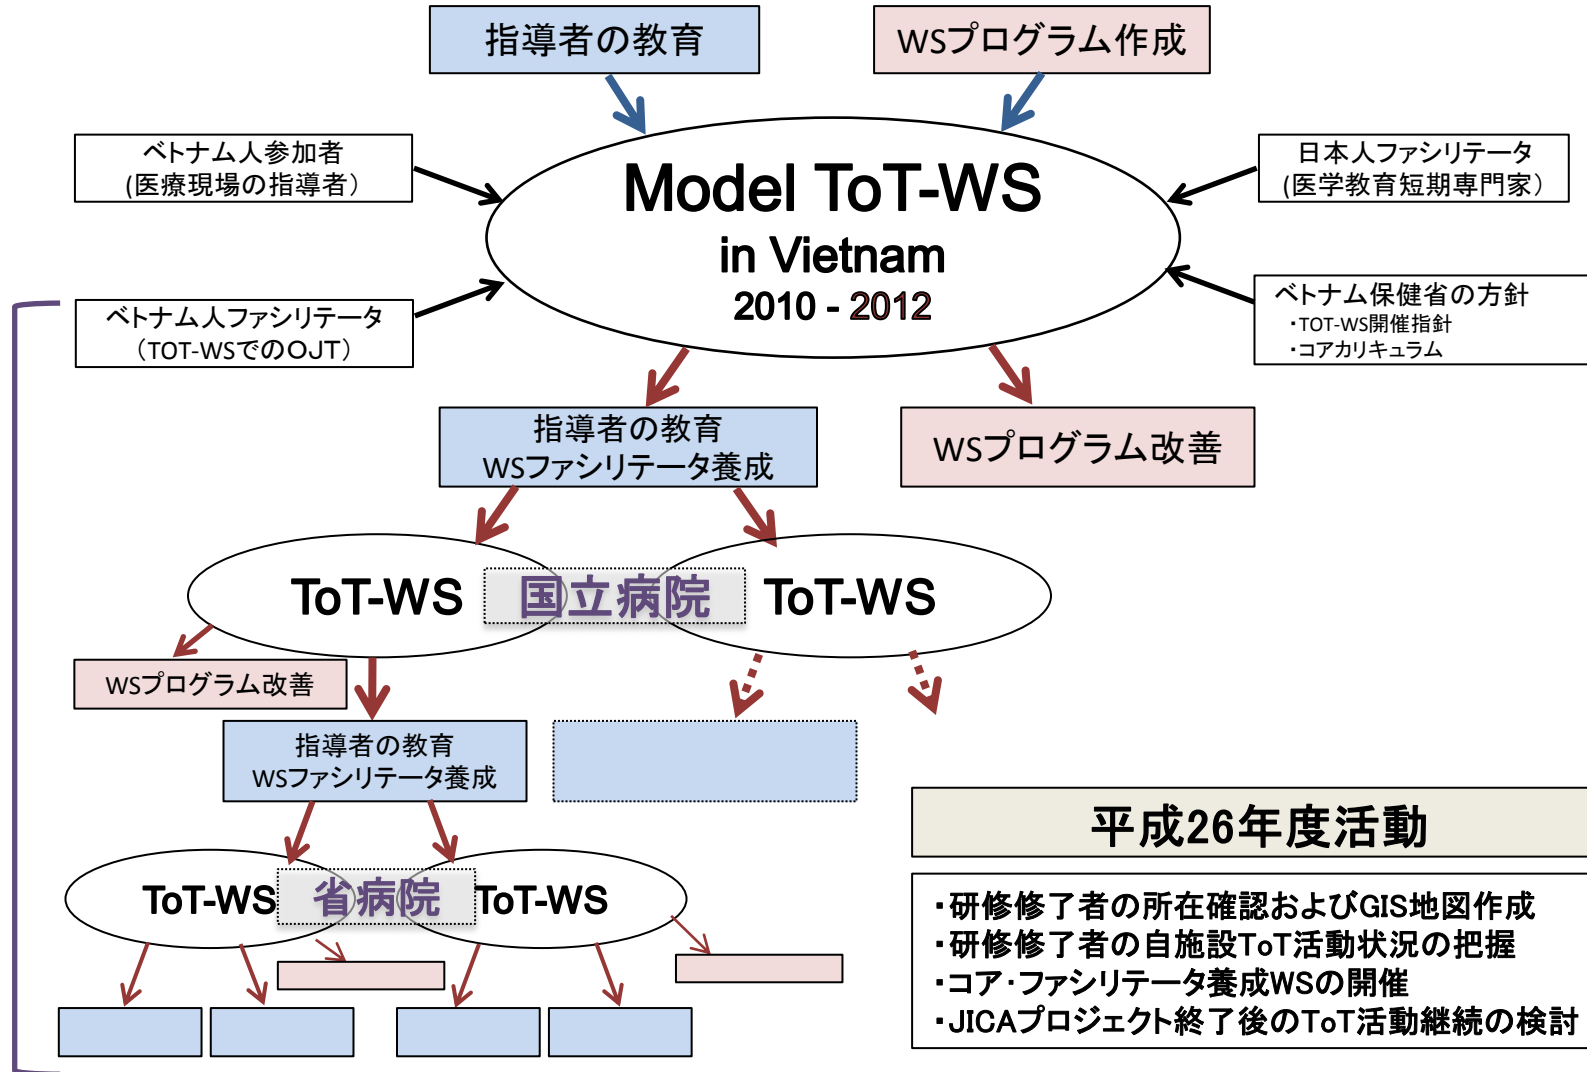 指導者の教育
WSプログラム作成
ベトナム人参加者
(医療現場の指導者）
Model ToT-WS
in Vietnam
2010 - 2012
日本人ファシリテータ
(医学教育短期専門家）
ベトナム人ファシリテータ
（TOT-WSでのOJT）
ベトナム保健省の方針
・TOT-WS開催指針
・コアカリキュラム
指導者の教育
WSファシリテータ養成
WSプログラム改善
ToT-WS
国立病院
ToT-WS
WSプログラム改善
指導者の教育
WSファシリテータ養成
ToT-WS
省病院
ToT-WS
平成26年度活動
・研修修了者の所在確認およびGIS地図作成
・研修修了者の自施設ToT活動状況の把握
・コア・ファシリテータ養成WSの開催
・JICAプロジェクト終了後のToT活動継続の検討